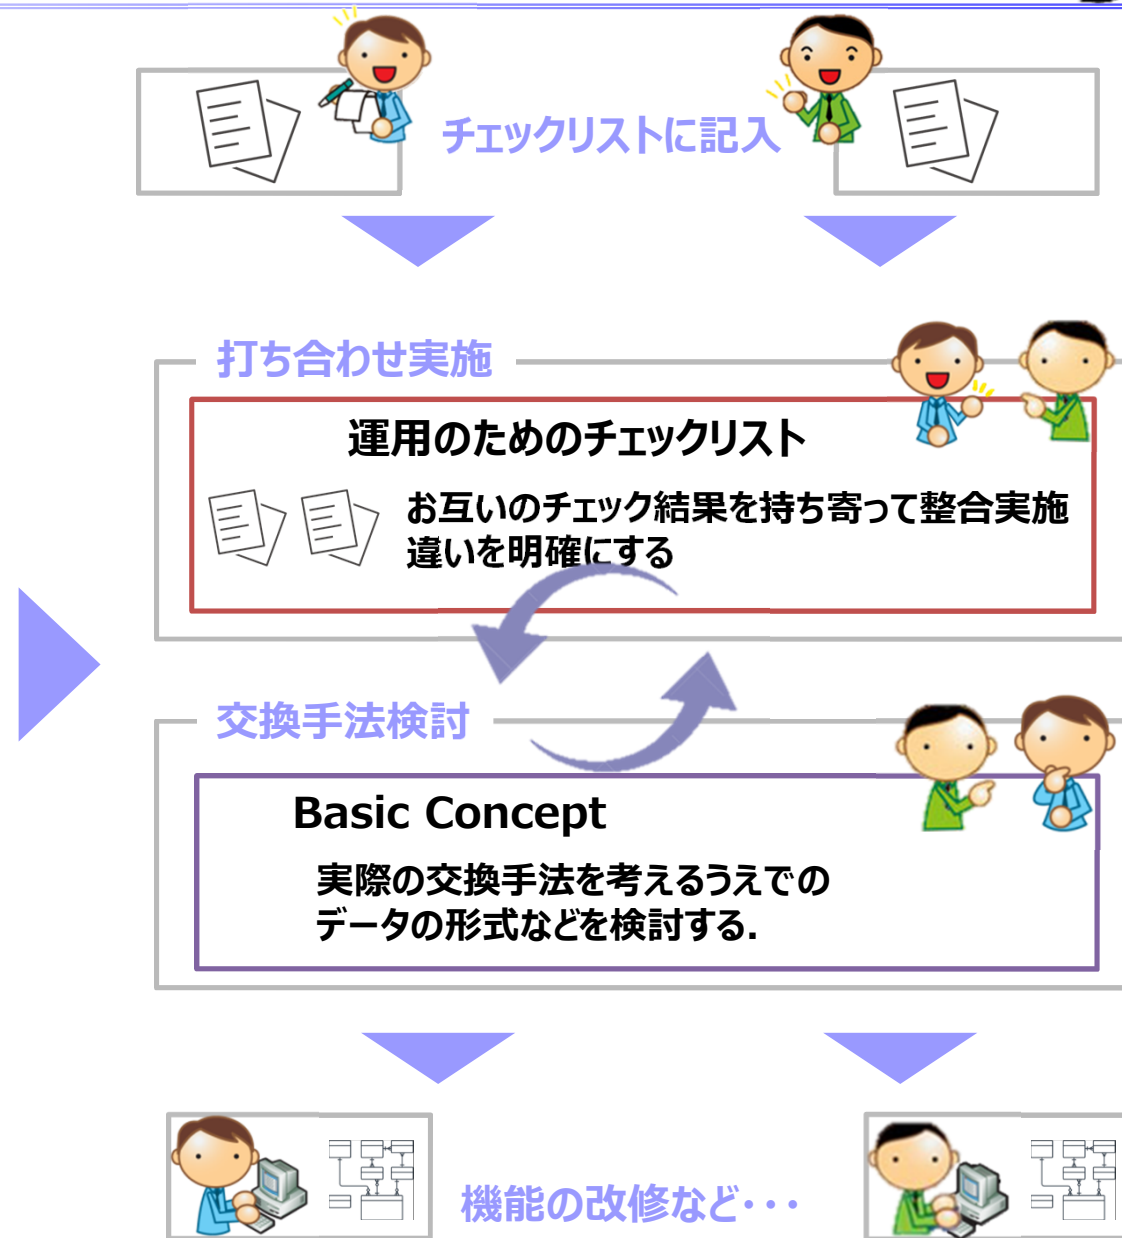 チェックリストに記入
打ち合わせ実施
運用のためのチェックリスト
お互いのチェック結果を持ち寄って整合実施
違いを明確にする
交換手法検討
Basic Concept
実際の交換手法を考えるうえでの
データの形式などを検討する.
機能の改修など･･･